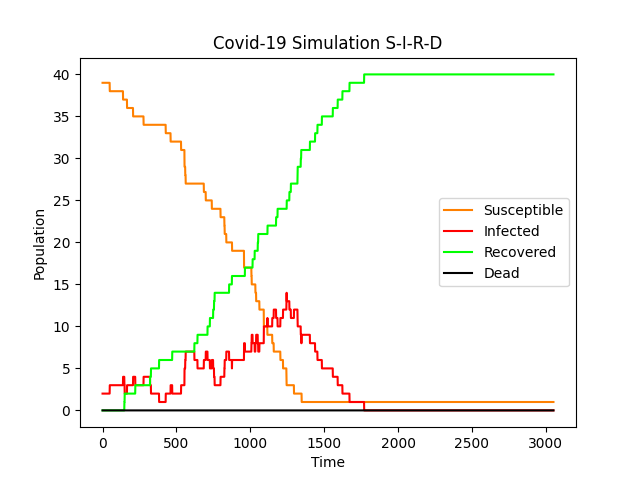 Covid-19 Simulation S-I-R-D
40
35
30
25
20
15
10
5
0
Population
Susceptible
Infected
Recovered
Dead
0 500 1000 1500 2000 2500 3000
Time